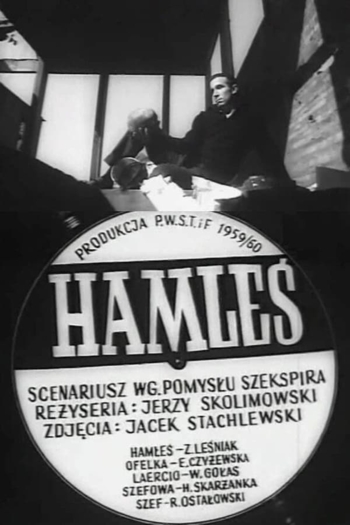 PRODUKCJA P.W.S.T.iF 1959/60
HAMLEŚ
SCENARIUSZ WG. POMYSŁU SZEKSPIRA
REŻYSERIA: JERZY SKOLIMOWSKI
ZDJĘCIA: JACEK STACHLEWSKI
HAMLEŚ-Z.LEŚNIAK
OFELKA-E.CZYŻEWSKA
LAERCIO-W.GOŁAS
SZEFOWA-H.SKARŻANKA
SZEF-R.OSTAŁOWSKI